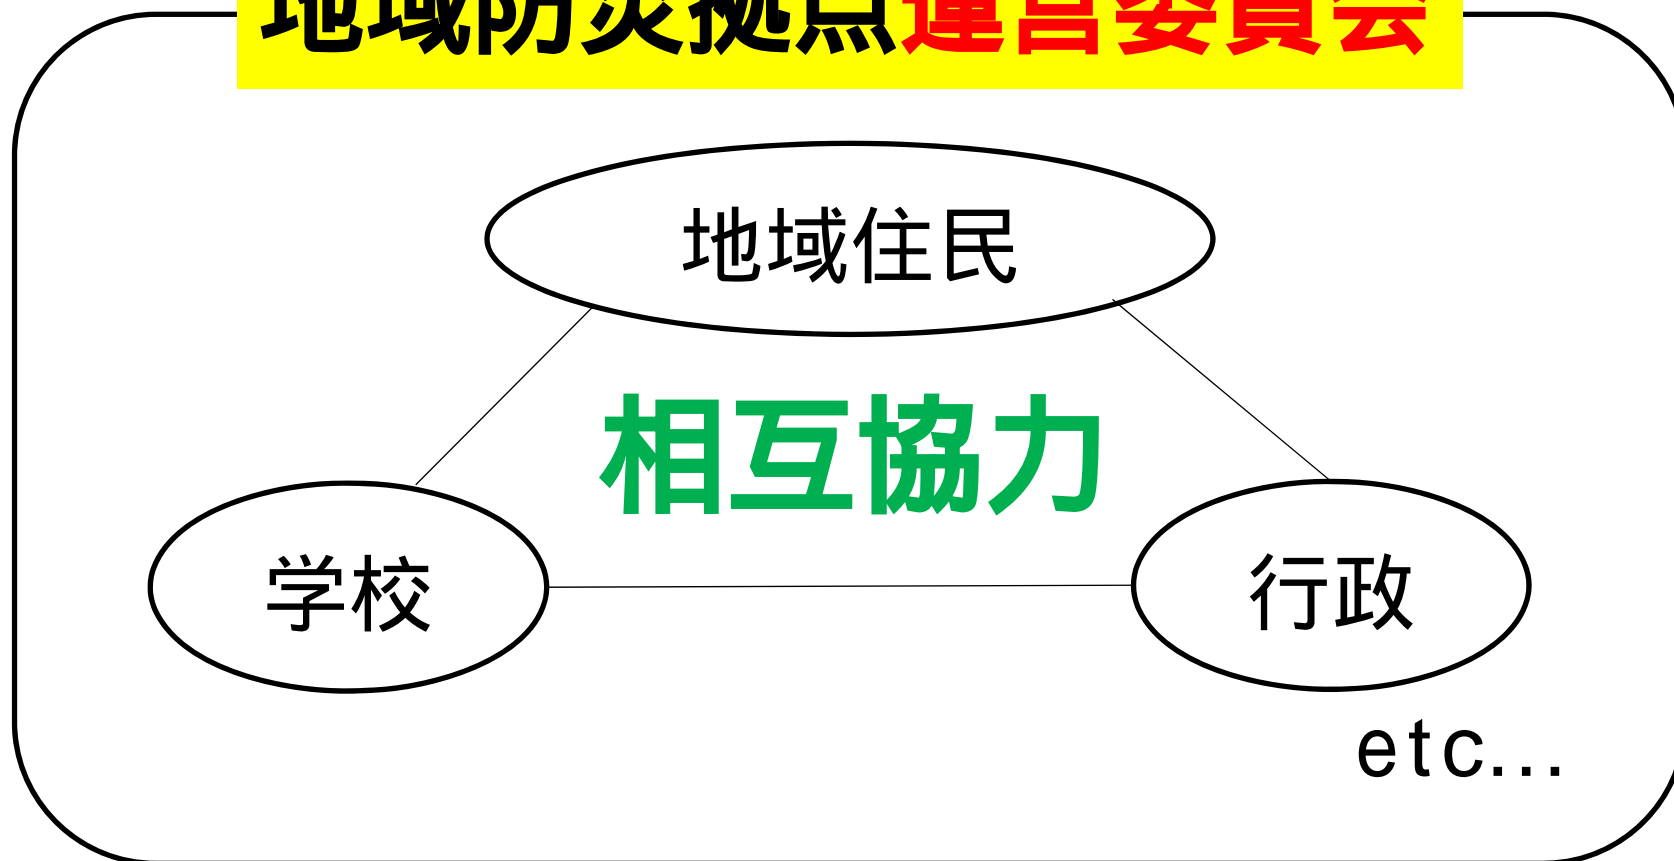 地域防災拠点運営委員会
地域住民
相互協力
学校
行政
etc...